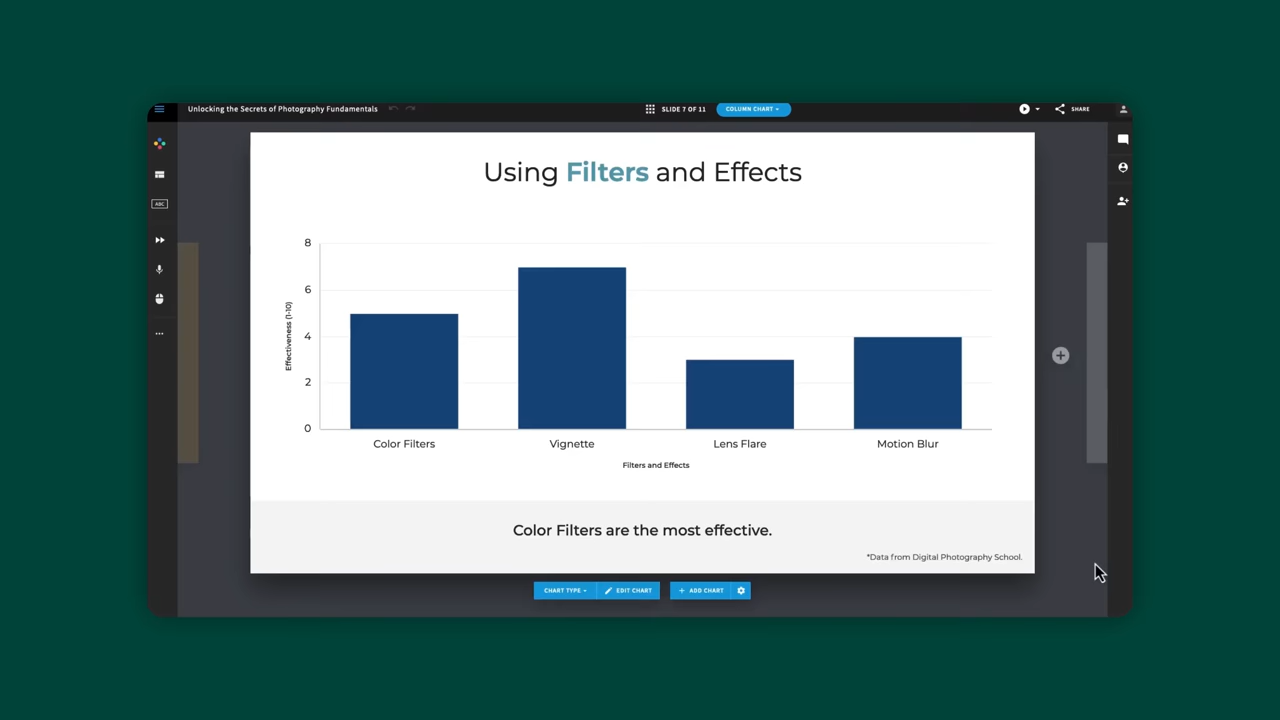 Unlocking the Secrets of Photography Fundamentals
SLIDE 7 OF 11
COLUMN CHART
SHARE
ABC
Using Filters and Effects
8
6
4
2
0
Effectiveness (1-10)
Color Filters
Vignette
Lens Flare
Motion Blur
Filters and Effects
Color Filters are the most effective.
*Data from Digital Photography School.
CHART TYPE
EDIT CHART
ADD CHART